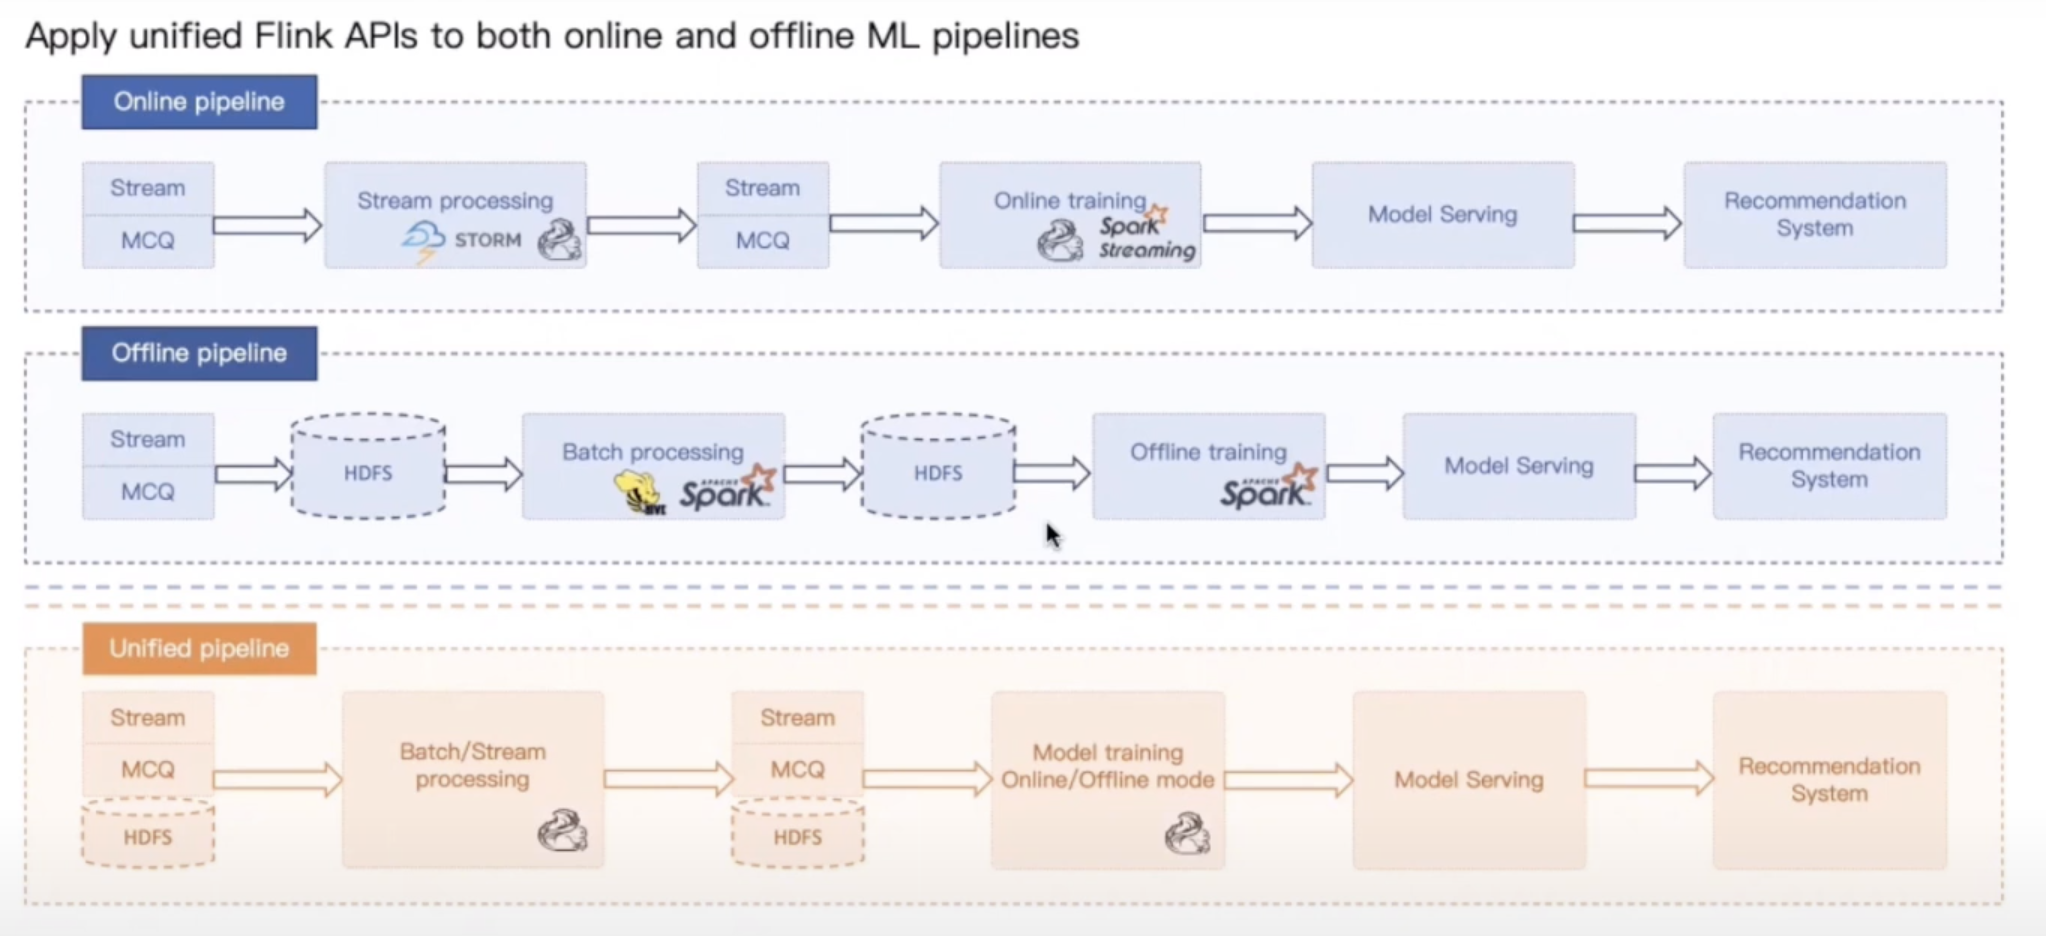 Apply unified Flink APIs to both online and offline ML pipelines
Online pipeline
Stream
MCQ
Stream processing
STORM
Stream
MCQ
Online training
Spark
Streaming
Model Serving
Recommendation
System
Offline pipeline
Stream
MCQ
HDFS
Batch processing
HIVE
APACHE
Spark
HDFS
Offline training
APACHE
Spark
Model Serving
Recommendation
System
Unified pipeline
Stream
MCQ
HDFS
Batch/Stream
processing
Stream
MCQ
HDFS
Model training
Online/Offline mode
Model Serving
Recommendation
System